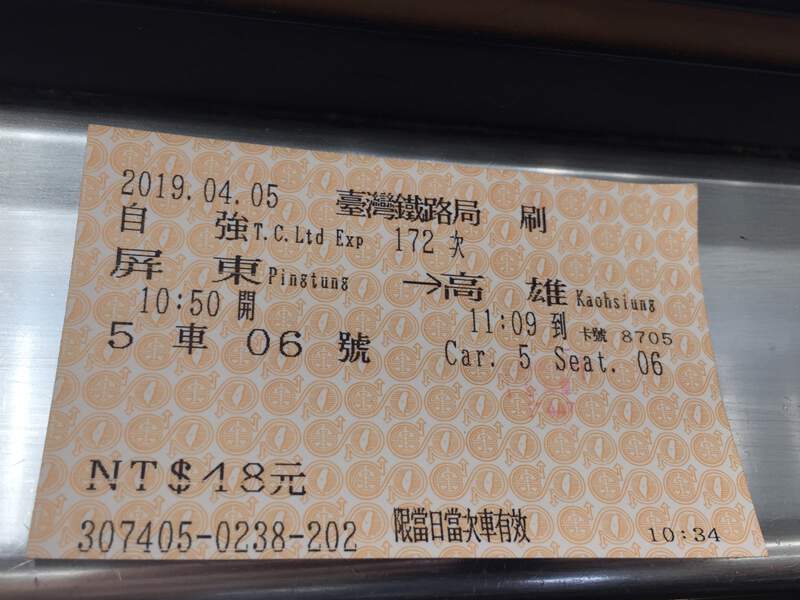 2019.04.05 臺灣鐵路局 刷
自 強 T.C.Ltd Exp 172 次
屏 東 Pingtung →高 雄 Kaohsiung
10:50 開 11:09 到 卡號 8705
5 車 06 號 Car. 5 Seat. 06
NT$48元
307405-0238-202 限當日當次車有效 10:34